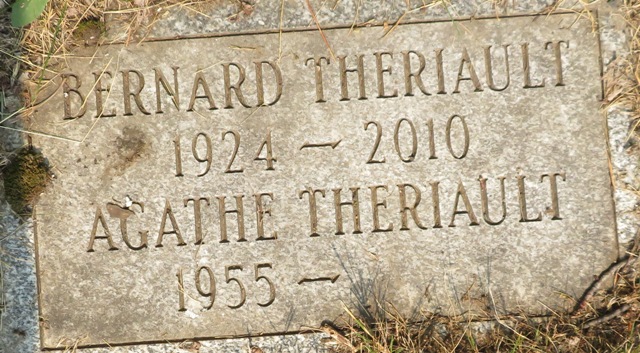 BERNARD THERIAULT
1924 – 2010
AGATHE THERIAULT
1955 –